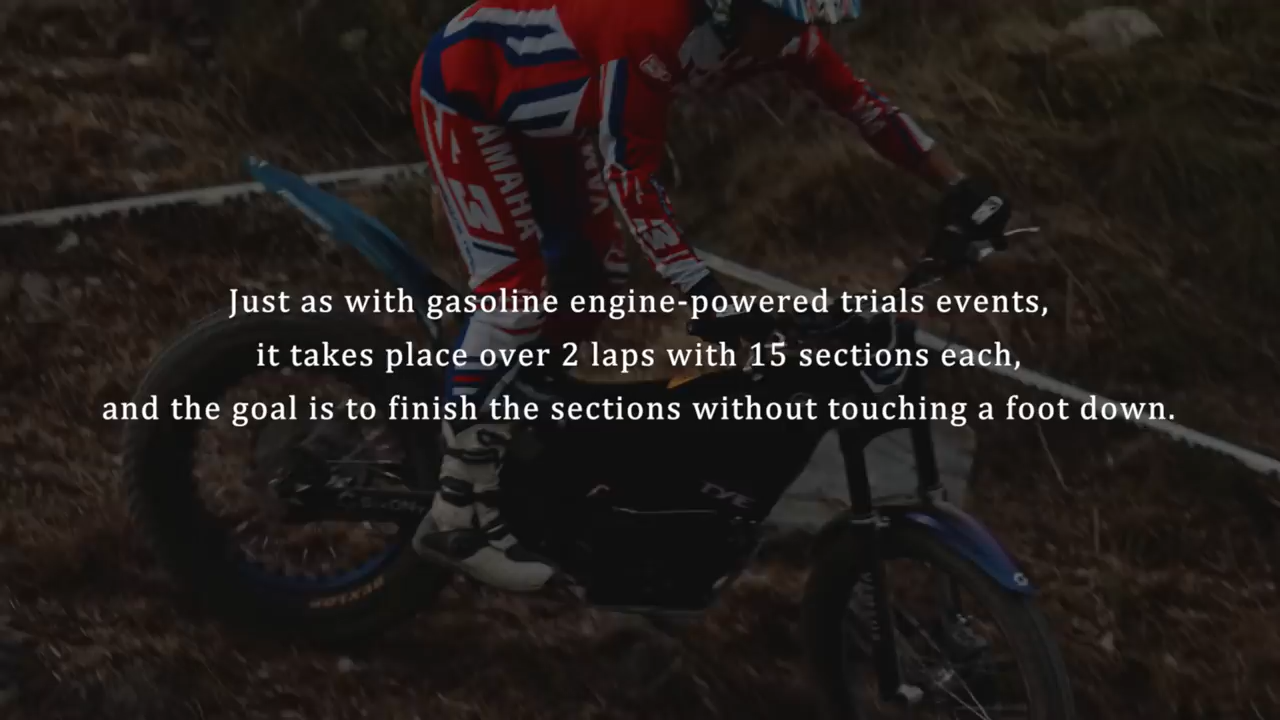 YAMAHA
Just as with gasoline engine-powered trials events,
it takes place over 2 laps with 15 sections each,
and the goal is to finish the sections without touching a foot down.
TYE